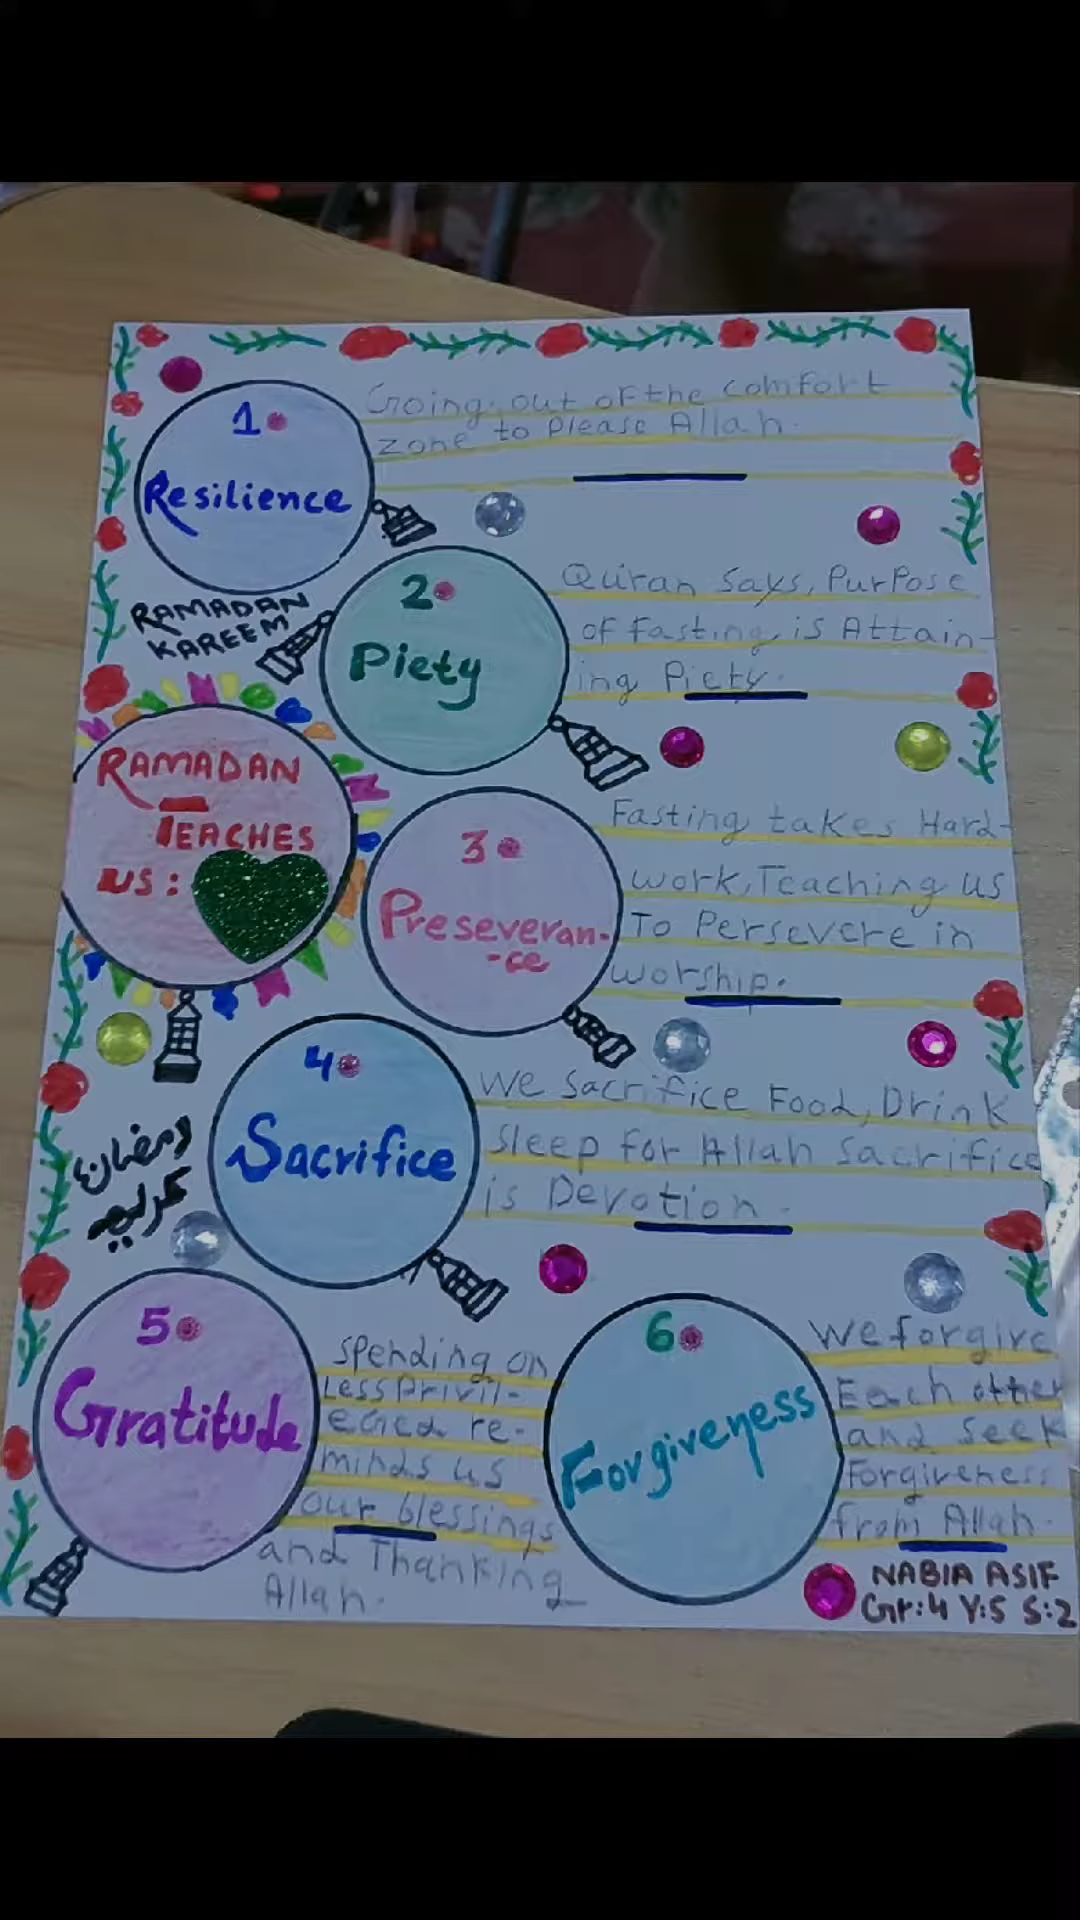 1
Resilience
Going out of the comfort
zone to please Allah.
RAMADAN
KAREEM
2
Piety
Quran says, Purpose
of fasting is Attain-
ing Piety.
RAMADAN
TEACHES
US:
3
Preseveran-
-ce
Fasting takes Hard-
work, Teaching us
To Persevere in
worship.
4
Sacrifice
We sacrifice Food, Drink
sleep for Allah sacrifice
is Devotion.
رمضان
كريم
5
Gratitude
spending on
Less Privil-
eged re-
minds us
our blessings
and Thanking
Allah.
6
Forgiveness
We forgive
Each other
and seek
Forgiveness
from Allah.
NABIA ASIF
Gr:4 Y:5 S:2